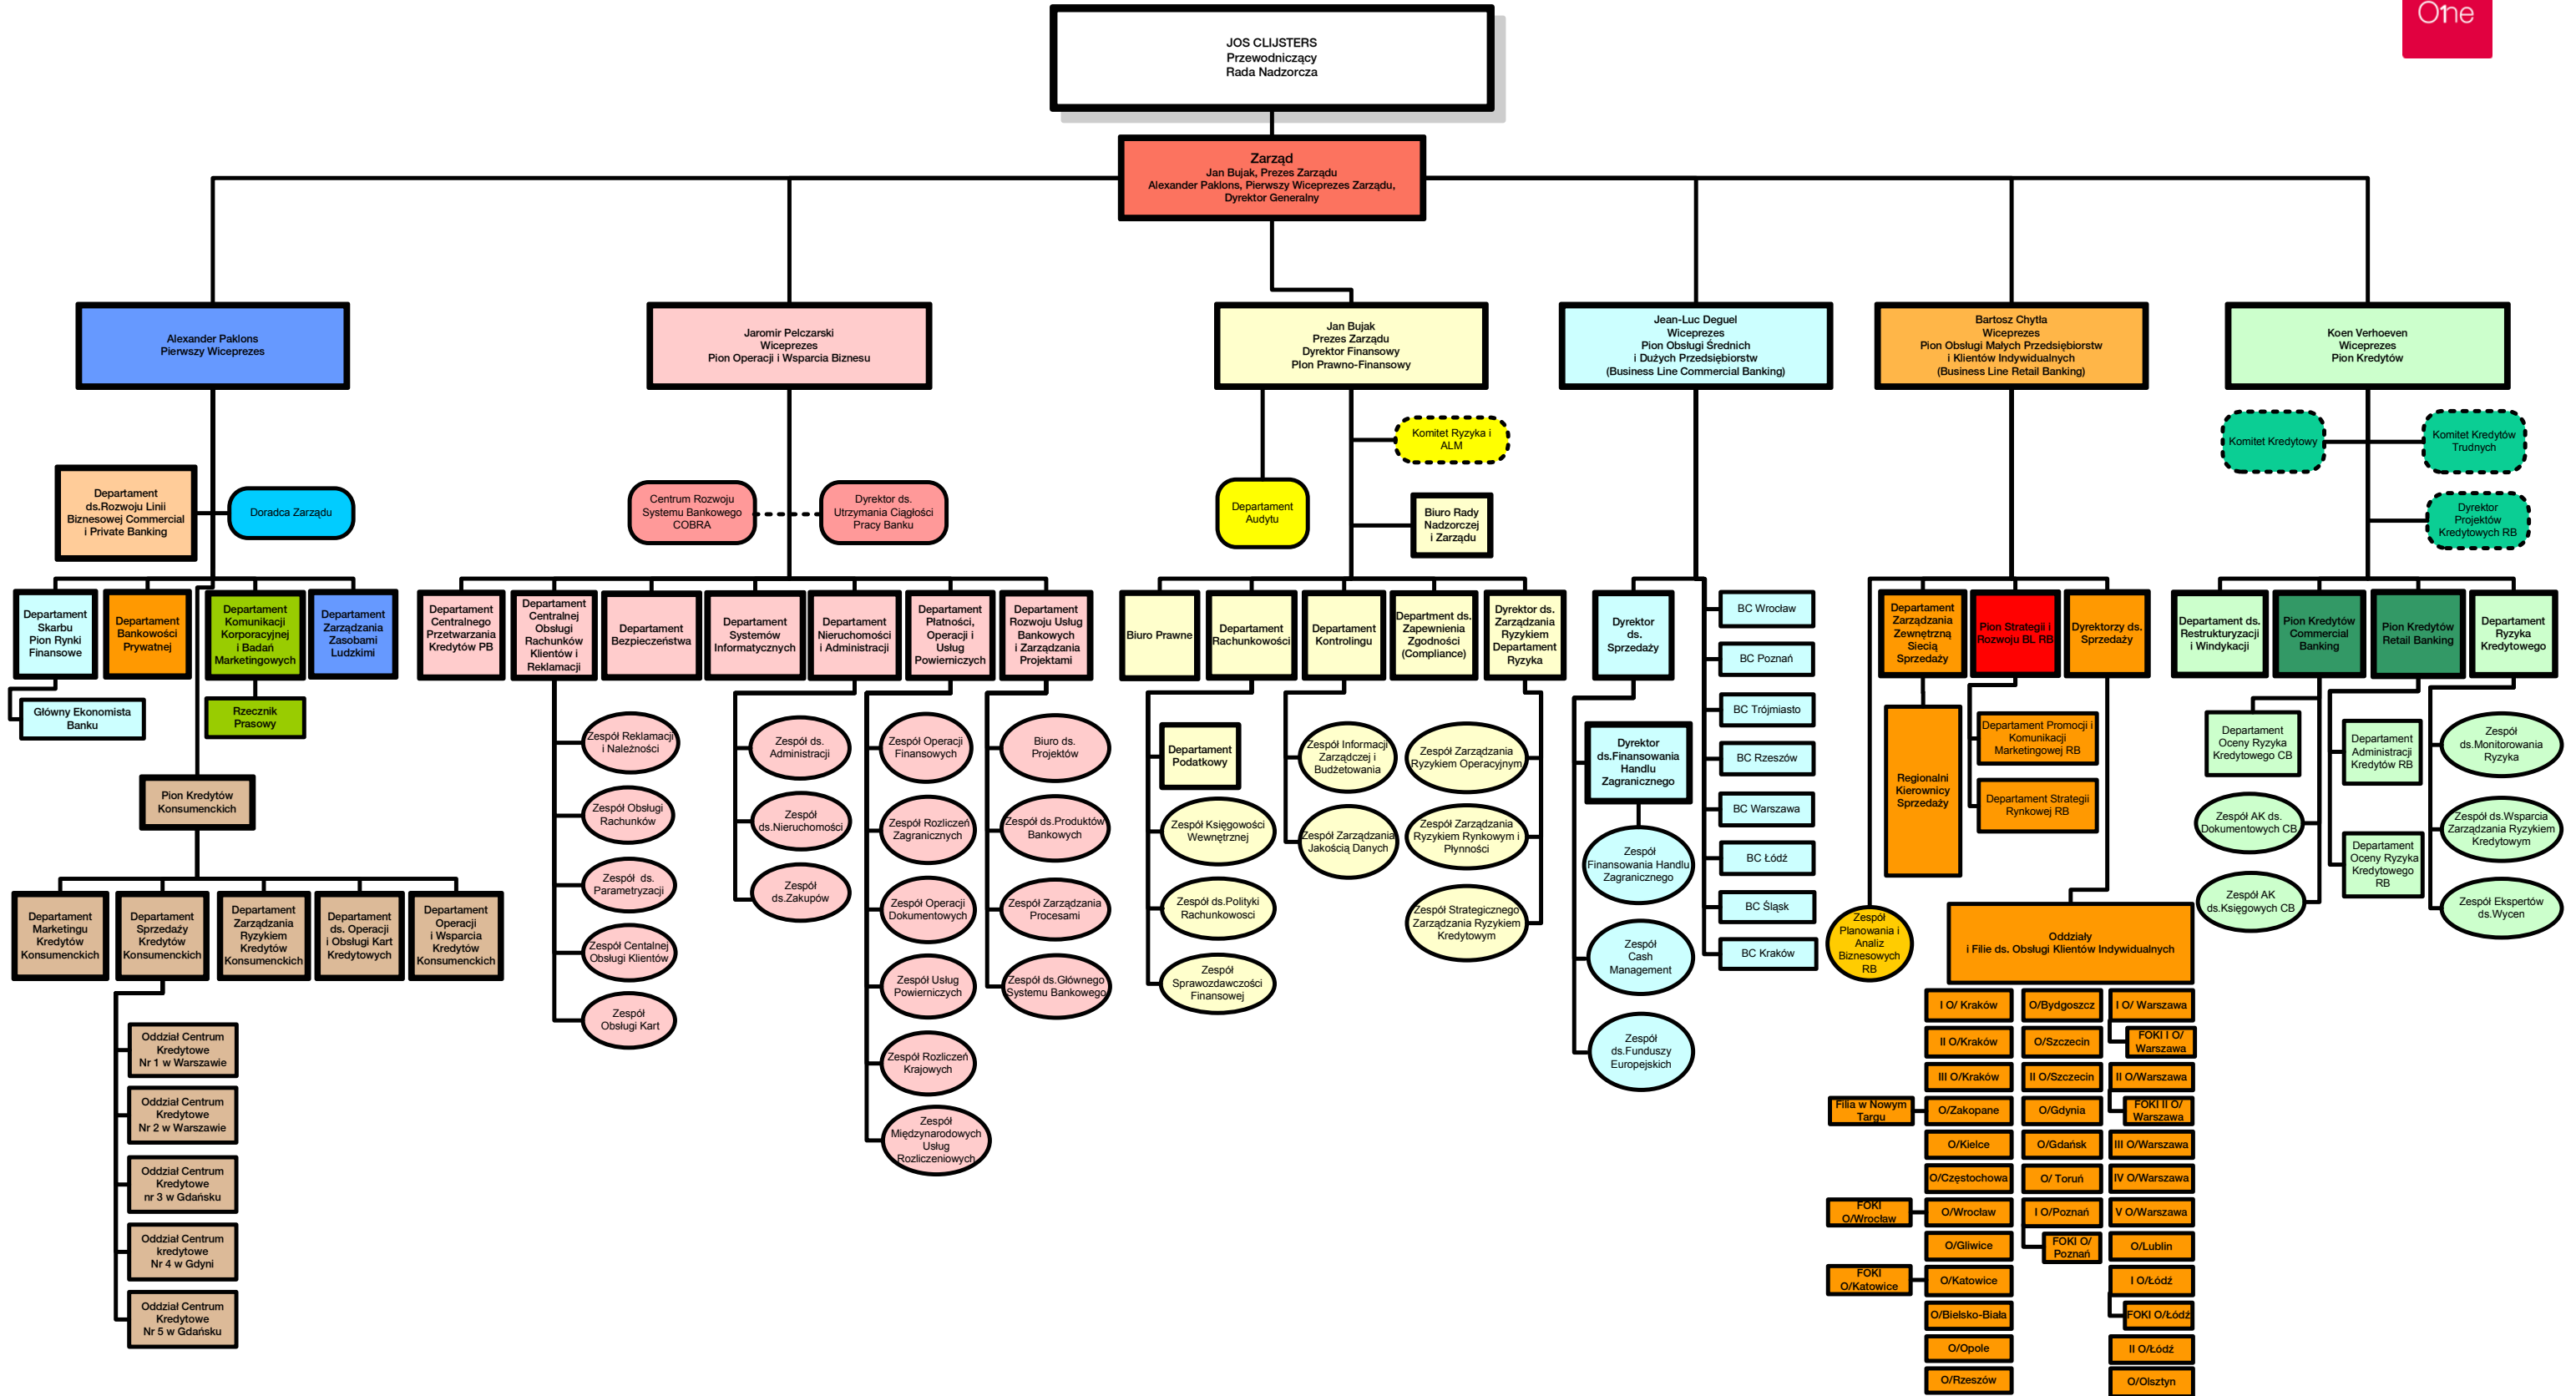 One
JOS CLIJSTERS
Przewodniczący
Rada Nadzorcza
Zarząd
Jan Bujak, Prezes Zarządu
Alexander Paklons, Pierwszy Wiceprezes Zarządu,
Dyrektor Generalny
Alexander Paklons
Pierwszy Wiceprezes
Jaromir Pelczarski
Wiceprezes
Pion Operacji i Wsparcia Biznesu
Jan Bujak
Prezes Zarządu
Dyrektor Finansowy
PIon Prawno-Finansowy
Jean-Luc Deguel
Wiceprezes
Pion Obsługi Średnich
i Dużych Przedsiębiorstw
(Business Line Commercial Banking)
Bartosz Chytła
Wiceprezes
Pion Obsługi Małych Przedsiębiorstw
i Klientów Indywidualnych
(Business Line Retail Banking)
Koen Verhoeven
Wiceprezes
Pion Kredytów
Departament
ds.Rozwoju Linii
Biznesowej Commercial
i Private Banking
Doradca Zarządu
Centrum Rozwoju
Systemu Bankowego
COBRA
Dyrektor ds.
Utrzymania Ciągłości
Pracy Banku
Departament
Audytu
Komitet Ryzyka i
ALM
Biuro Rady
Nadzorczej
i Zarządu
Komitet Kredytowy
Komitet Kredytów
Trudnych
Dyrektor
Projektów
Kredytowych RB
Departament
Skarbu
Pion Rynki
Finansowe
Departament
Bankowości
Prywatnej
Departament
Komunikacji
Korporacyjnej
i Badań
Marketingowych
Departament
Zarządzania
Zasobami
Ludzkimi
Główny Ekonomista
Banku
Rzecznik
Prasowy
Pion Kredytów
Konsumenckich
Departament
Marketingu
Kredytów
Konsumenckich
Departament
Sprzedaży
Kredytów
Konsumenckich
Departament
Zarządzania
Ryzykiem
Kredytów
Konsumenckich
Departament
ds. Operacji
i Obsługi Kart
Kredytowych
Departament
Operacji
i Wsparcia
Kredytów
Konsumenckich
Oddział Centrum
Kredytowe
Nr 1 w Warszawie
Oddział Centrum
Kredytowe
Nr 2 w Warszawie
Oddział Centrum
Kredytowe
nr 3 w Gdańsku
Oddział Centrum
kredytowe
Nr 4 w Gdyni
Oddział Centrum
Kredytowe
Nr 5 w Gdańsku
Departament
Centralnego
Przetwarzania
Kredytów PB
Departament
Centralnej
Obsługi
Rachunków
Klientów i
Reklamacji
Departament
Bezpieczeństwa
Departament
Systemów
Informatycznych
Departament
Nieruchomości
i Administracji
Departament
Płatności,
Operacji i
Usług
Powierniczych
Departament
Rozwoju Usług
Bankowych
i Zarządzania
Projektami
Zespół Reklamacji
i Należności
Zespół Obsługi
Rachunków
Zespół ds.
Parametryzacji
Zespół Centalnej
Obsługi Klientów
Zespół
Obsługi Kart
Zespół ds.
Administracji
Zespół
ds.Nieruchomości
Zespół
ds.Zakupów
Zespół Operacji
Finansowych
Zespół Rozliczeń
Zagranicznych
Zespół Operacji
Dokumentowych
Zespół Usług
Powierniczych
Zespół Rozliczeń
Krajowych
Zespół
Międzynarodowych
Usług
Rozliczeniowych
Biuro ds.
Projektów
Zespół ds.Produktów
Bankowych
Zespół Zarządzania
Procesami
Zespół ds.Głównego
Systemu Bankowego
Biuro Prawne
Departament
Rachunkowości
Departament
Kontrolingu
Department ds.
Zapewnienia
Zgodności
(Compliance)
Dyrektor ds.
Zarządzania
Ryzykiem
Departament
Ryzyka
Departament
Podatkowy
Zespół Księgowości
Wewnętrznej
Zespół ds.Polityki
Rachunkowosci
Zespół
Sprawozdawczości
Finansowej
Zespół Informacji
Zarządczej i
Budżetowania
Zespół Zarządzania
Jakością Danych
Zespół Zarządzania
Ryzykiem Operacyjnym
Zespół Zarządzania
Ryzykiem Rynkowym i
Płynności
Zespół Strategicznego
Zarządzania Ryzykiem
Kredytowym
Dyrektor
ds.
Sprzedaży
Dyrektor
ds.Finansowania
Handlu
Zagranicznego
Zespół
Finansowania Handlu
Zagranicznego
Zespół
Cash
Management
Zespół
ds.Funduszy
Europejskich
BC Wrocław
BC Poznań
BC Trójmiasto
BC Rzeszów
BC Warszawa
BC Łódź
BC Śląsk
BC Kraków
Departament
Zarządzania
Zewnętrzną
Siecią
Sprzedaży
Pion Strategii i
Rozwoju BL RB
Dyrektorzy ds.
Sprzedaży
Regionalni
Kierownicy
Sprzedaży
Departament Promocji i
Komunikacji
Marketingowej RB
Departament Strategii
Rynkowej RB
Zespół
Planowania i
Analiz
Biznesowych
RB
Oddziały
i Filie ds. Obsługi Klientów Indywidualnych
I O/ Kraków
II O/Kraków
III O/Kraków
Filia w Nowym
Targu
O/Zakopane
O/Kielce
O/Częstochowa
FOKI
O/Wrocław
O/Wrocław
O/Gliwice
FOKI
O/Katowice
O/Katowice
O/Bielsko-Biała
O/Opole
O/Rzeszów
O/Bydgoszcz
O/Szczecin
II O/Szczecin
O/Gdynia
O/Gdańsk
O/ Toruń
I O/Poznań
FOKI O/
Poznań
I O/ Warszawa
FOKI I O/
Warszawa
II O/Warszawa
FOKI II O/
Warszawa
III O/Warszawa
IV O/Warszawa
V O/Warszawa
O/Lublin
I O/Łódź
FOKI O/Łódź
II O/Łódź
O/Olsztyn
Departament ds.
Restrukturyzacji
i Windykacji
Pion Kredytów
Commercial
Banking
Pion Kredytów
Retail Banking
Departament
Ryzyka
Kredytowego
Departament
Oceny Ryzyka
Kredytowego CB
Zespół AK ds.
Dokumentowych CB
Zespół AK
ds.Księgowych CB
Departament
Administracji
Kredytów RB
Departament
Oceny Ryzyka
Kredytowego
RB
Zespół
ds.Monitorowania
Ryzyka
Zespół ds.Wsparcia
Zarządzania Ryzykiem
Kredytowym
Zespół Ekspertów
ds.Wycen